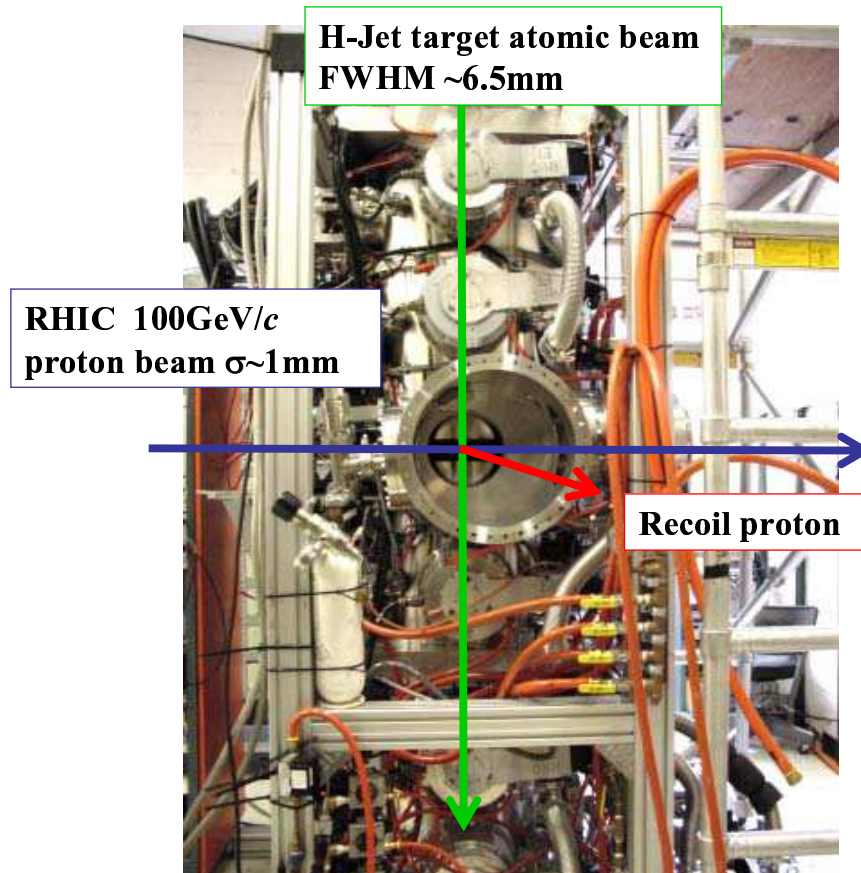 H-Jet target atomic beam
FWHM ~6.5mm
RHIC 100GeV/c
proton beam σ~1mm
Recoil proton